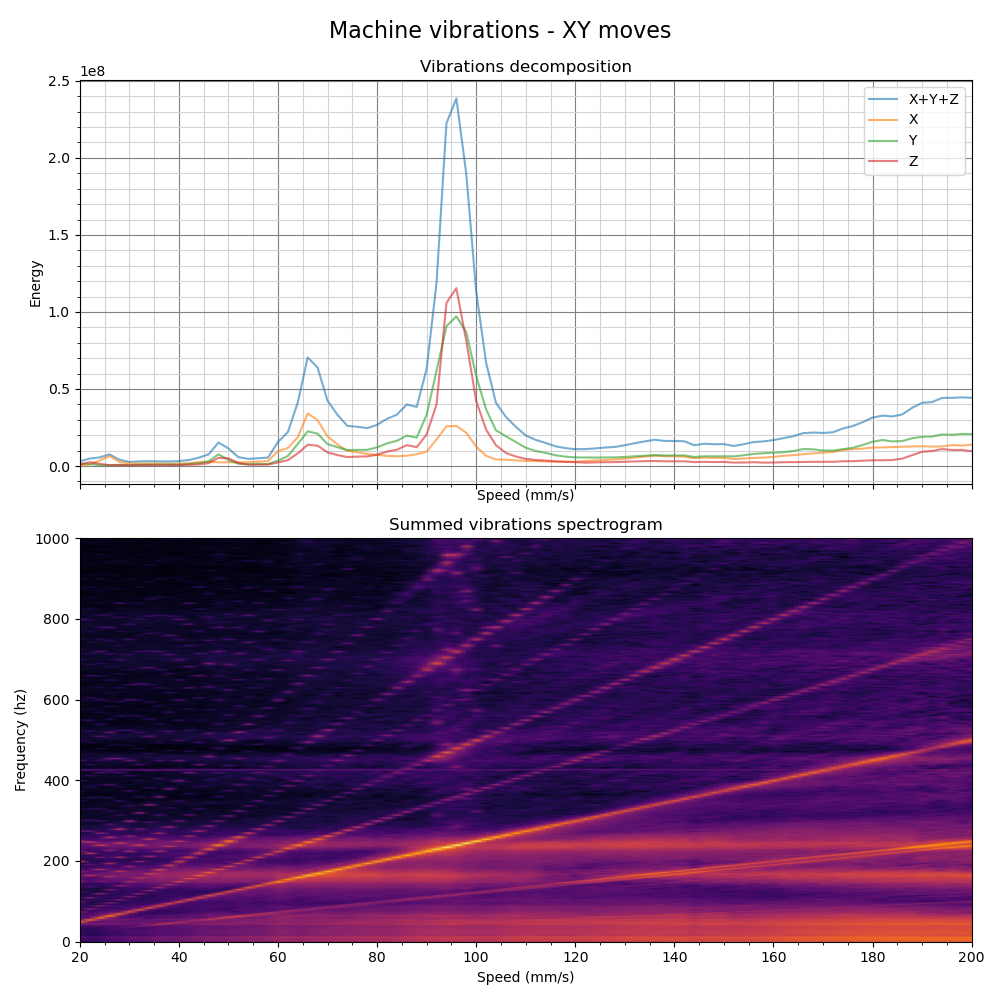 Machine vibrations - XY moves
Vibrations decomposition
1e8
2.5
2.0
1.5
1.0
0.5
0.0
Energy
X+Y+Z
X
Y
Z
Speed (mm/s)
Summed vibrations spectrogram
1000
800
600
400
200
0
Frequency (hz)
20 40 60 80 100 120 140 160 180 200
Speed (mm/s)